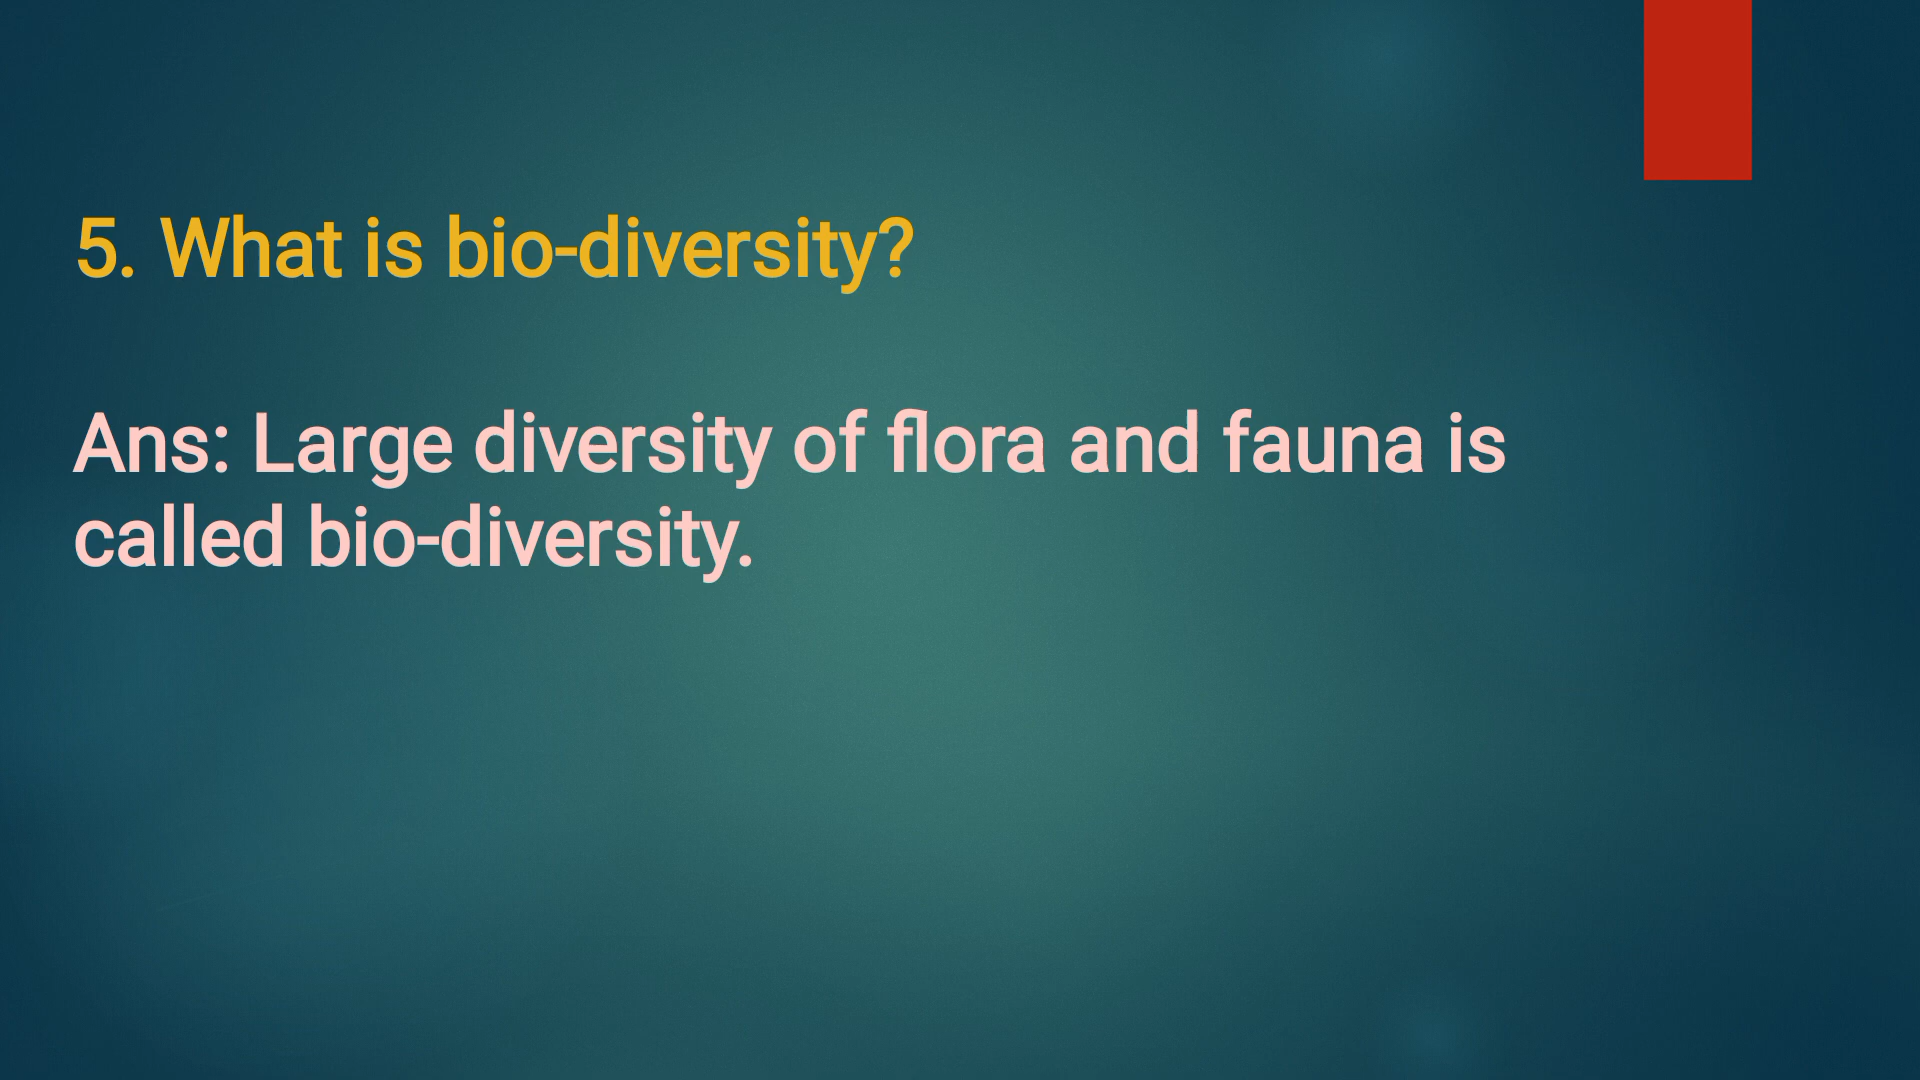 5. What is bio-diversity?
Ans: Large diversity of flora and fauna is
called bio-diversity.